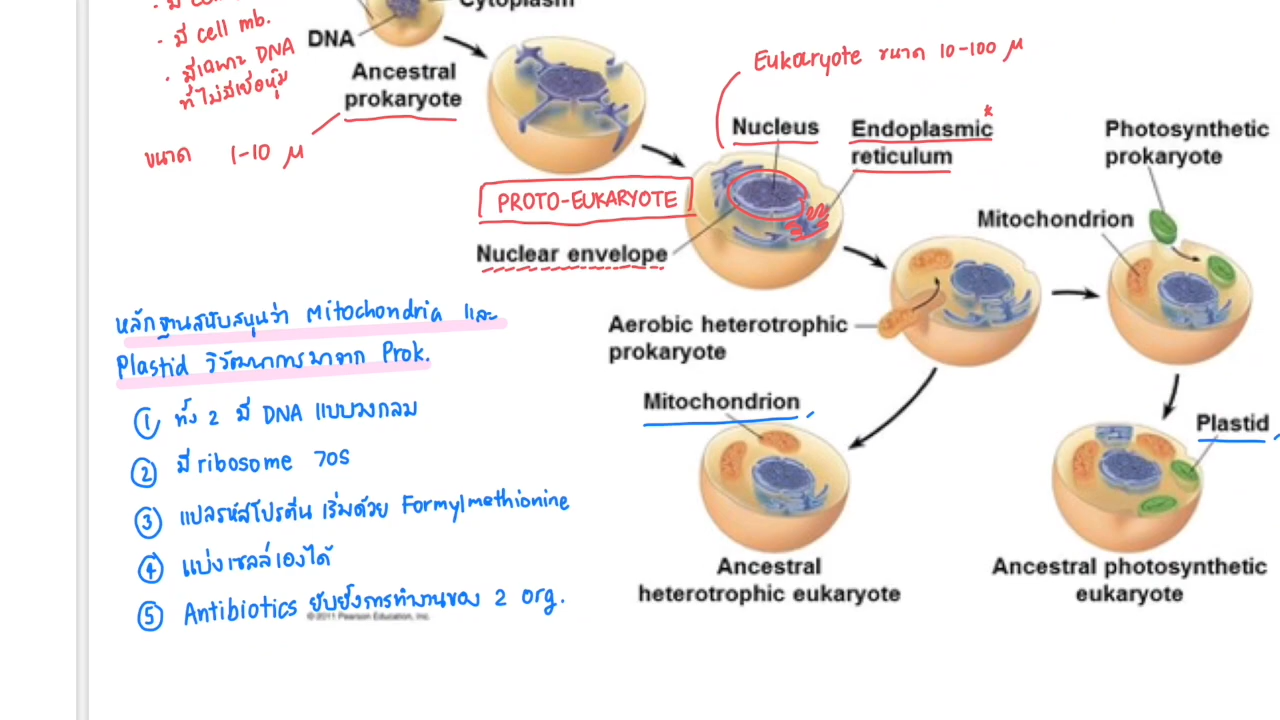 · มี cell mb.
· มีเฉพาะ DNA
ที่ไม่มีเยื่อหุ้ม
ขนาด 1-10 μ
Cytoplasm
DNA
Ancestral
prokaryote
Eukaryote ขนาด 10-100 μ
Nucleus
Endoplasmic*
reticulum
Photosynthetic
prokaryote
PROTO-EUKARYOTE
Mitochondrion
Nuclear envelope
Aerobic heterotrophic
prokaryote
หลักฐานสนับสนุนว่า Mitochondria และ
Plastid วิวัฒนาการมาจาก Prok.
① ทั้ง 2 มี DNA แบบวงกลม
② มี ribosome 70S
③ แปลรหัสโปรตีน เริ่มด้วย Formylmethionine
④ แบ่งเซลล์เองได้
⑤ Antibiotics ยับยั้งการทำงานของ 2 org.
©2011 Pearson Education, Inc.
Mitochondrion
Plastid
Ancestral
heterotrophic eukaryote
Ancestral photosynthetic
eukaryote